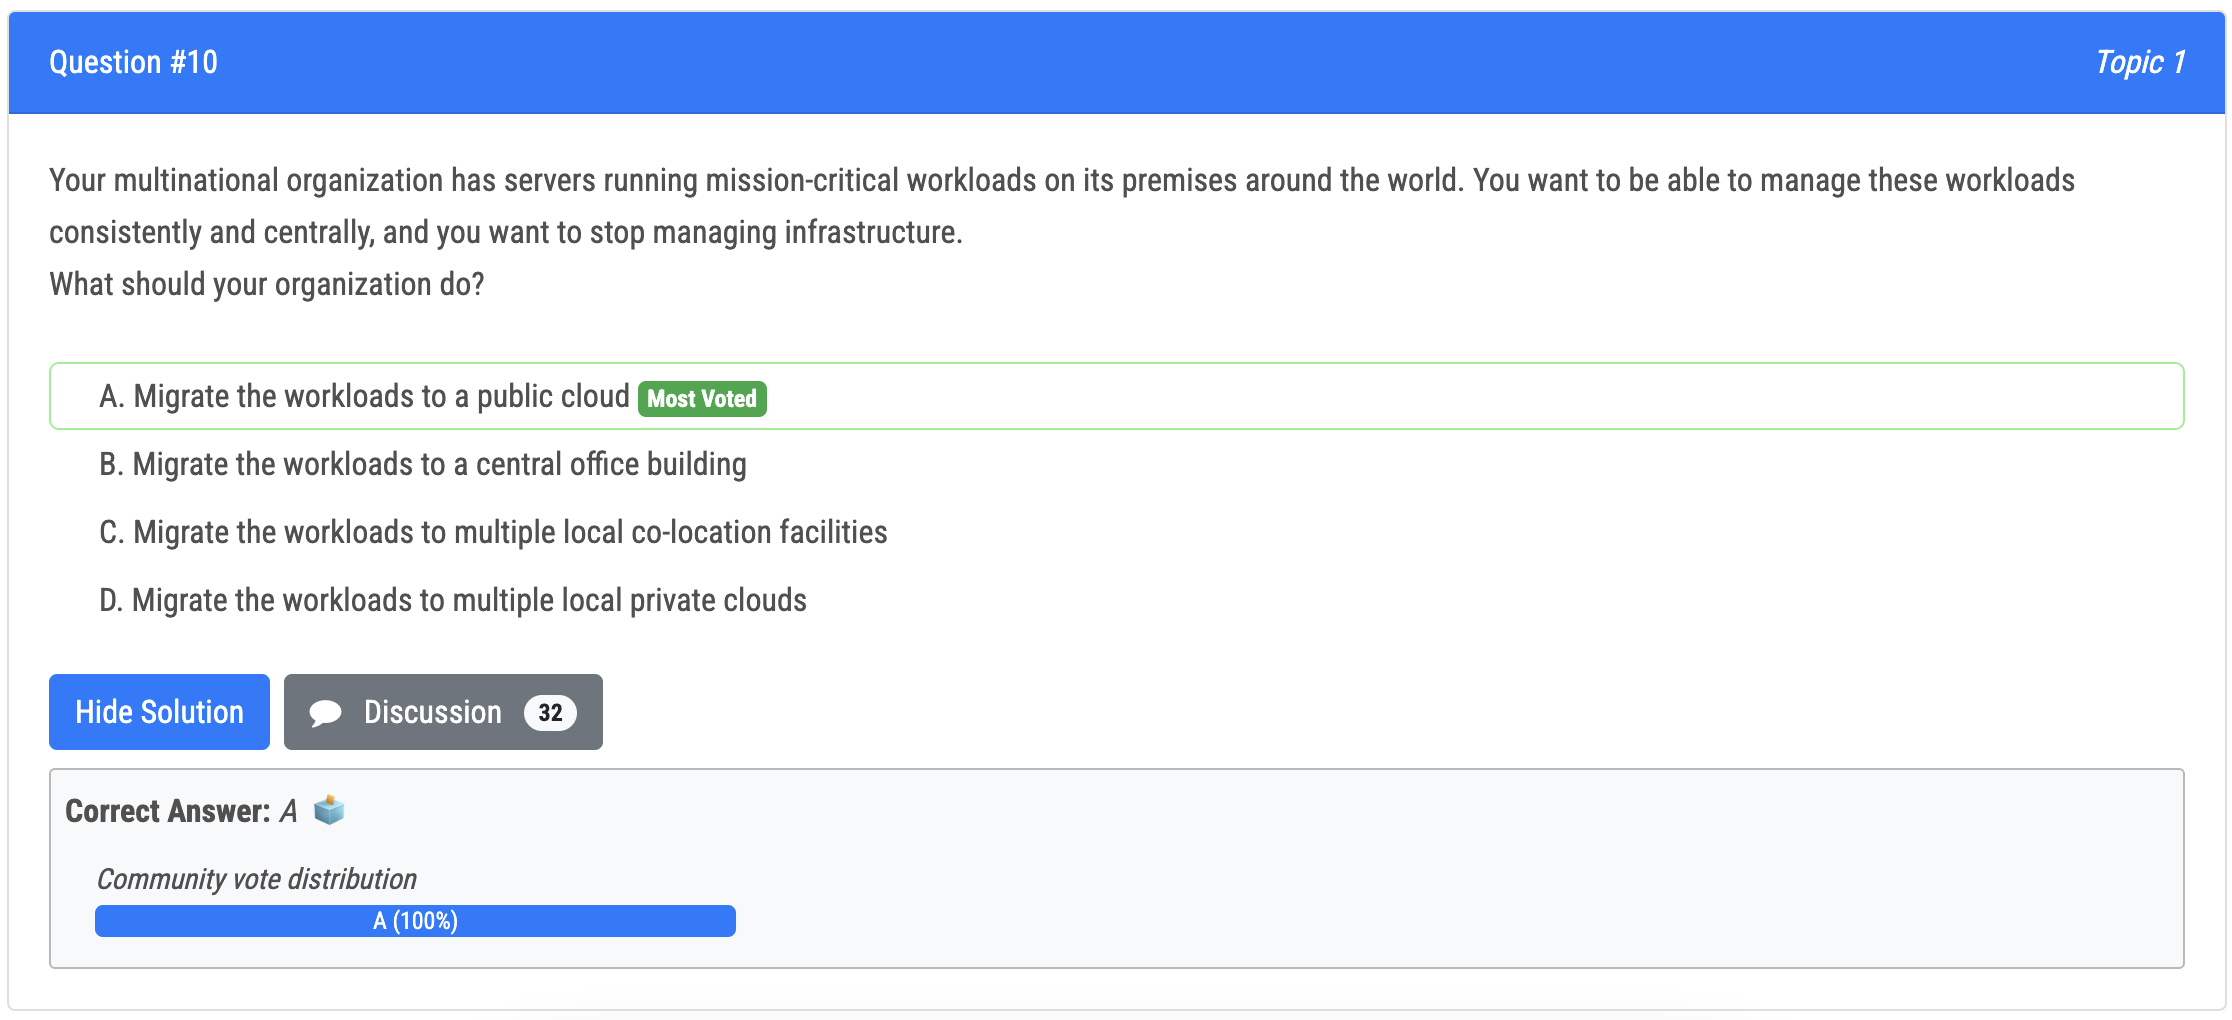 Question #10
Topic 1
Your multinational organization has servers running mission-critical workloads on its premises around the world. You want to be able to manage these workloads
consistently and centrally, and you want to stop managing infrastructure.
What should your organization do?
A. Migrate the workloads to a public cloud Most Voted
B. Migrate the workloads to a central office building
C. Migrate the workloads to multiple local co-location facilities
D. Migrate the workloads to multiple local private clouds
Hide Solution
Discussion 32
Correct Answer: A
Community vote distribution
A (100%)